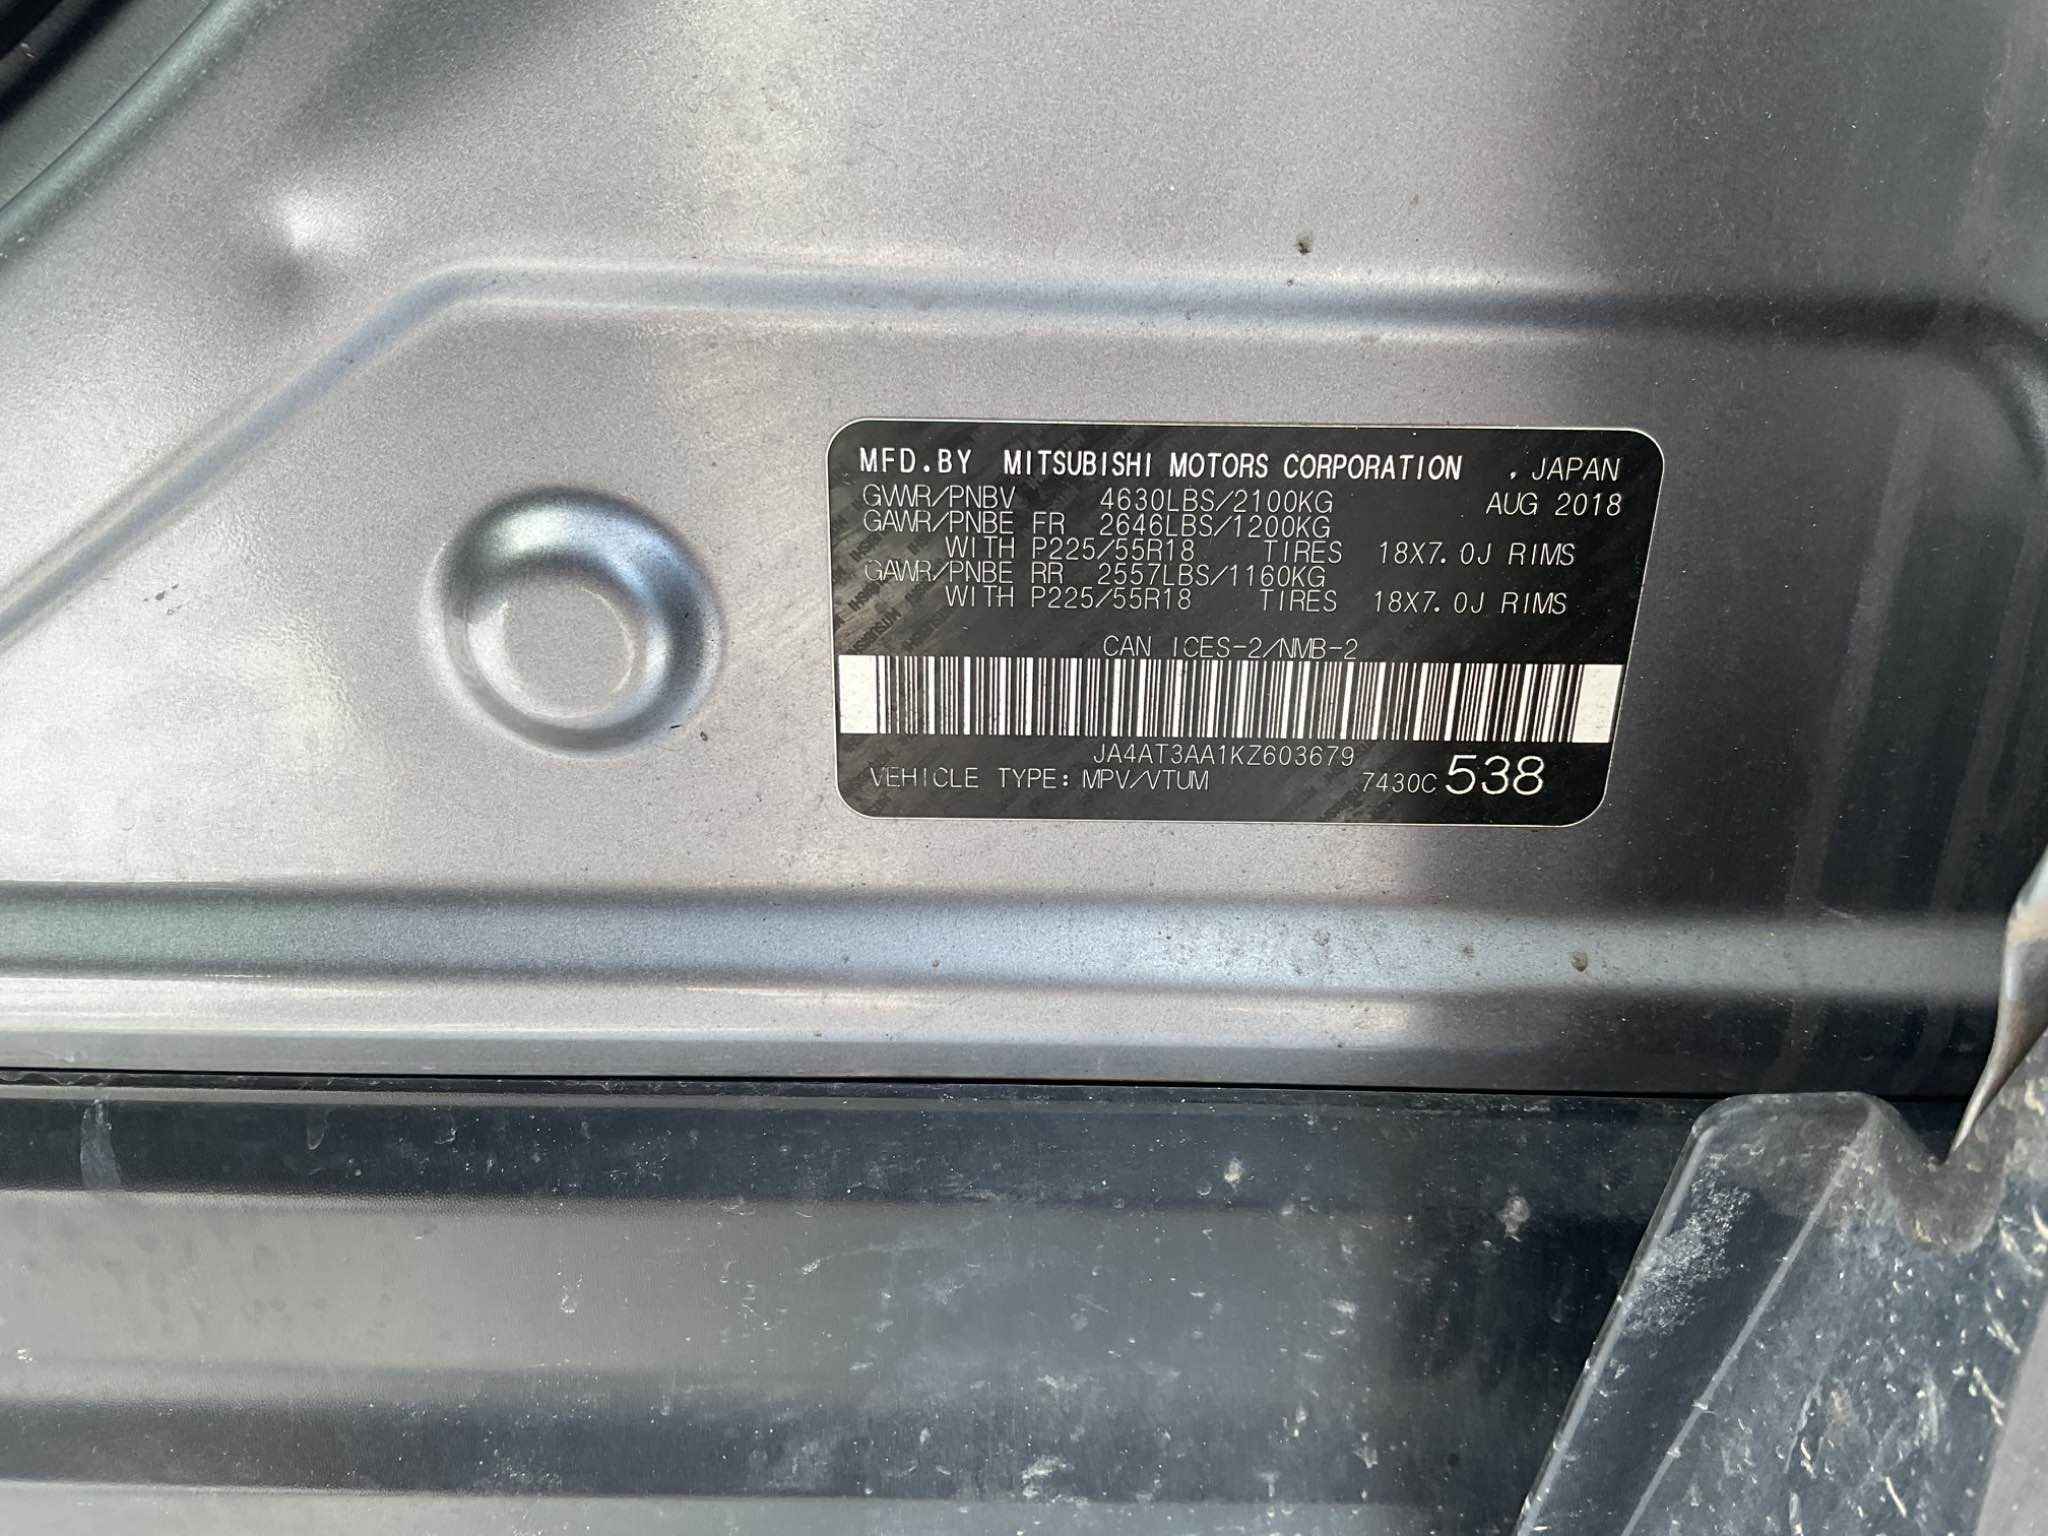 MFD.BY MITSUBISHI MOTORS CORPORATION , JAPAN
GVWR/PNBV 4630LBS/2100KG AUG 2018
GAWR/PNBE FR 2646LBS/1200KG
WITH P225/55R18 TIRES 18X7.0J RIMS
GAWR/PNBE RR 2557LBS/1160KG
WITH P225/55R18 TIRES 18X7.0J RIMS
CAN ICES-2/NMB-2
JA4AT3AA1KZ603679
VEHICLE TYPE: MPV/VTUM 7430C 538